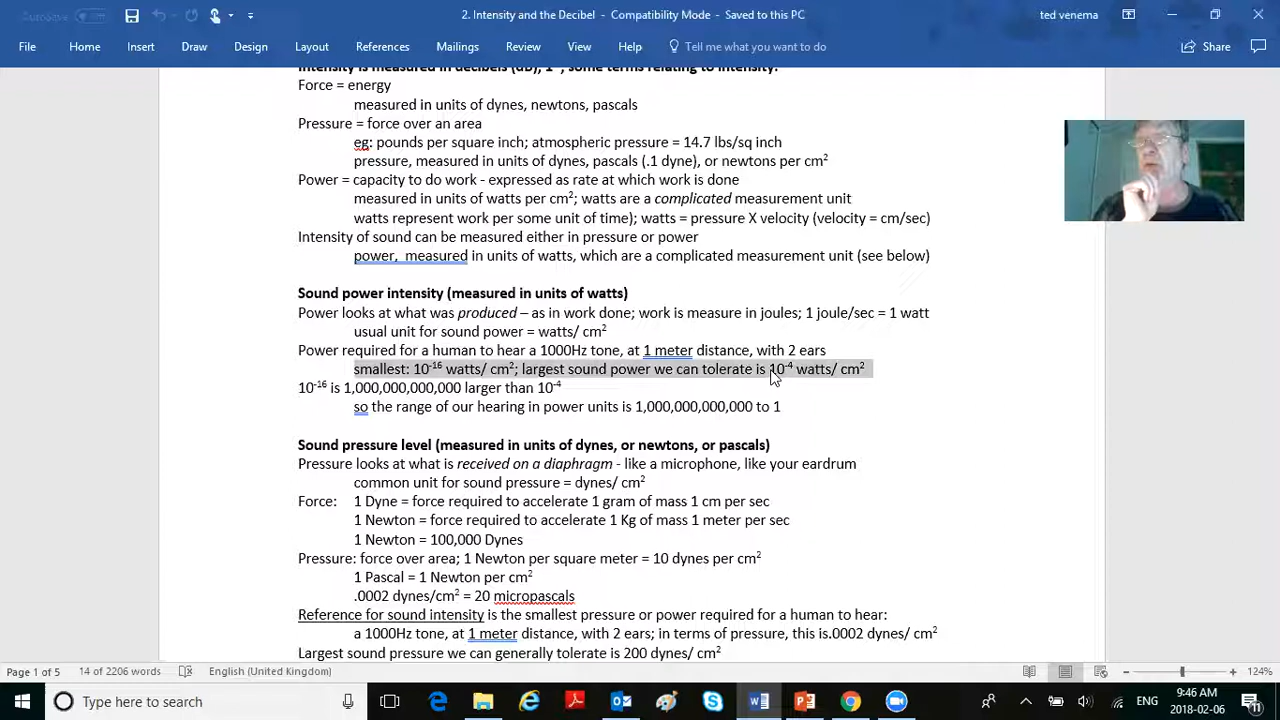 AutoSave
2. Intensity and the Decibel - Compatibility Mode - Saved to this PC
ted venema
File Home Insert Draw Design Layout References Mailings Review View Help Tell me what you want to do Share
Intensity is measured in decibels (dB), 1ˢᵗ, some terms relating to intensity:
Force = energy
measured in units of dynes, newtons, pascals
Pressure = force over an area
eg: pounds per square inch; atmospheric pressure = 14.7 lbs/sq inch
pressure, measured in units of dynes, pascals (.1 dyne), or newtons per cm²
Power = capacity to do work - expressed as rate at which work is done
measured in units of watts per cm²; watts are a complicated measurement unit
watts represent work per some unit of time); watts = pressure X velocity (velocity = cm/sec)
Intensity of sound can be measured either in pressure or power
power, measured in units of watts, which are a complicated measurement unit (see below)
Sound power intensity (measured in units of watts)
Power looks at what was produced – as in work done; work is measure in joules; 1 joule/sec = 1 watt
usual unit for sound power = watts/ cm²
Power required for a human to hear a 1000Hz tone, at 1 meter distance, with 2 ears
smallest: 10⁻¹⁶ watts/ cm²; largest sound power we can tolerate is 10⁻⁴ watts/ cm²
10⁻¹⁶ is 1,000,000,000,000 larger than 10⁻⁴
so the range of our hearing in power units is 1,000,000,000,000 to 1
Sound pressure level (measured in units of dynes, or newtons, or pascals)
Pressure looks at what is received on a diaphragm - like a microphone, like your eardrum
common unit for sound pressure = dynes/ cm²
Force: 1 Dyne = force required to accelerate 1 gram of mass 1 cm per sec
1 Newton = force required to accelerate 1 Kg of mass 1 meter per sec
1 Newton = 100,000 Dynes
Pressure: force over area; 1 Newton per square meter = 10 dynes per cm²
1 Pascal = 1 Newton per cm²
.0002 dynes/cm² = 20 micropascals
Reference for sound intensity is the smallest pressure or power required for a human to hear:
a 1000Hz tone, at 1 meter distance, with 2 ears; in terms of pressure, this is.0002 dynes/ cm²
Largest sound pressure we can generally tolerate is 200 dynes/ cm²
Page 1 of 5 14 of 2206 words English (United Kingdom) 124%
Type here to search
ENG
9:46 AM
2018-02-06
11